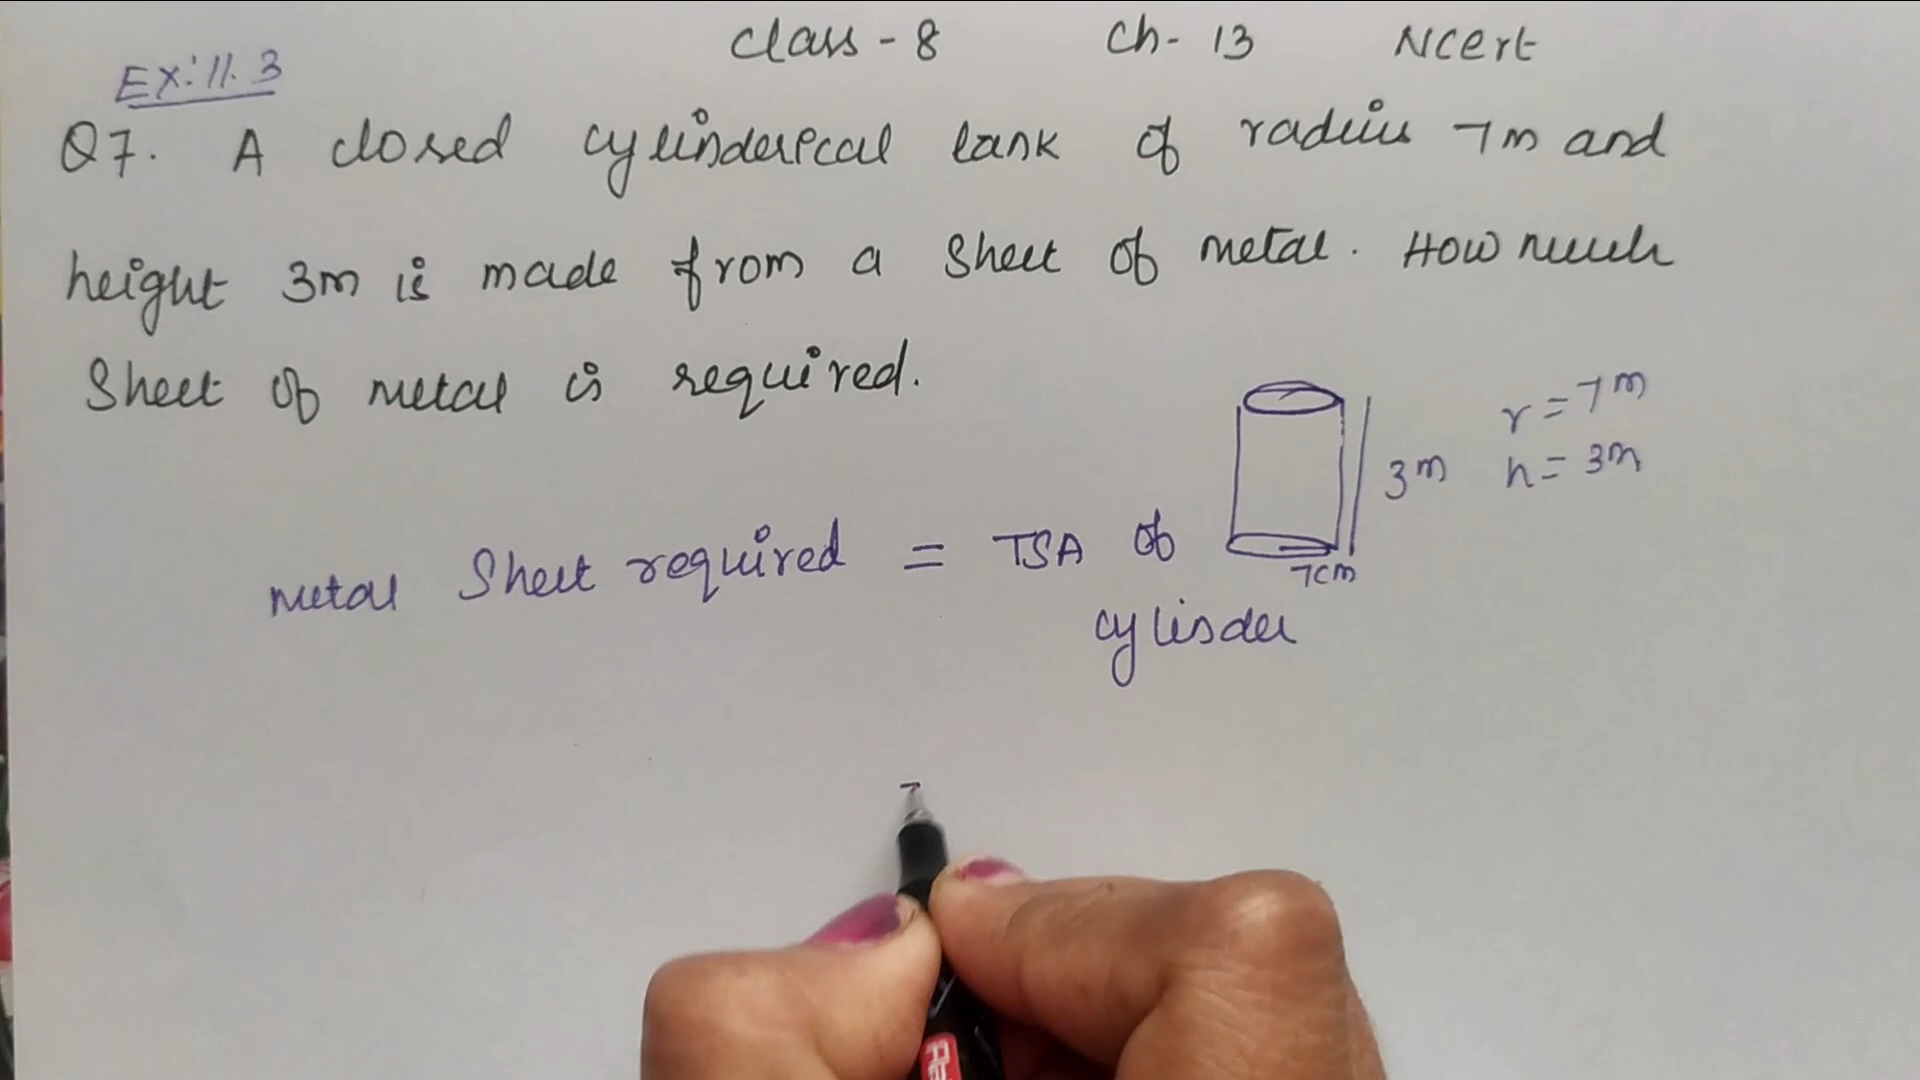 Class - 8 Ch- 13 NCert
Ex: 11.3
Q7. A closed cylinderical tank of radius 7m and
height 3m is made from a sheet of metal. How much
Sheet of metal is required.
r = 7m
3m h = 3m
Metal Sheet required = TSA of
7cm
cylinder